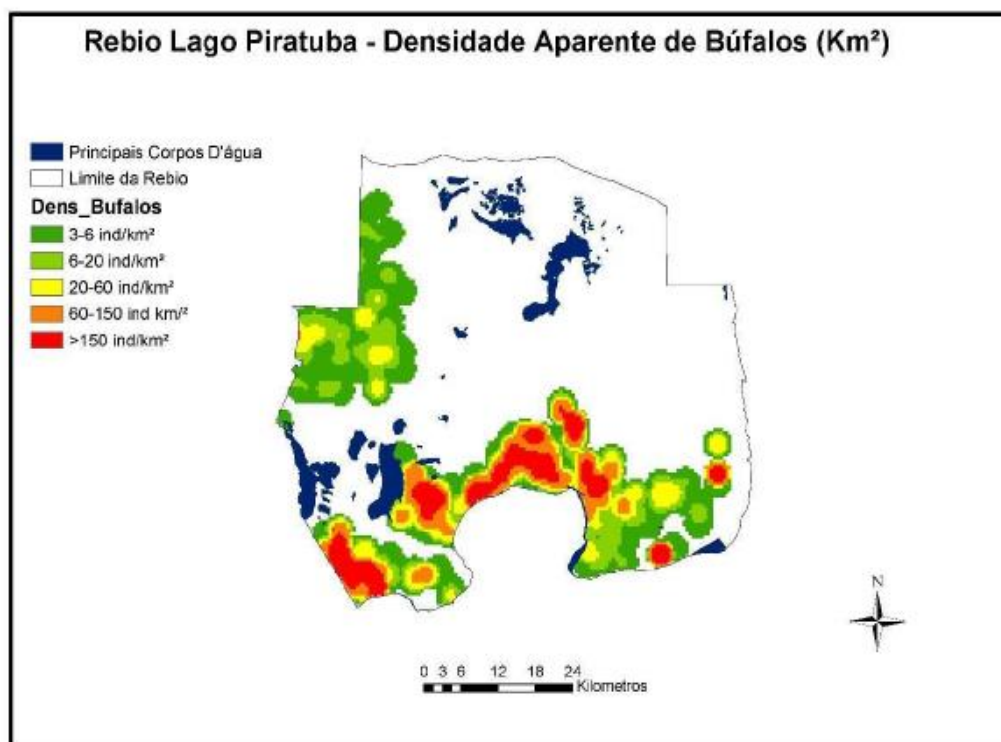 Rebio Lago Piratuba - Densidade Aparente de Búfalos (Km²)
Principais Corpos D'água
Limite da Rebio
Dens_Bufalos
3-6 ind/km²
6-20 ind/km²
20-60 ind/km²
60-150 ind km/²
>150 ind/km²
N
0 3 6 12 18 24
Kilometros